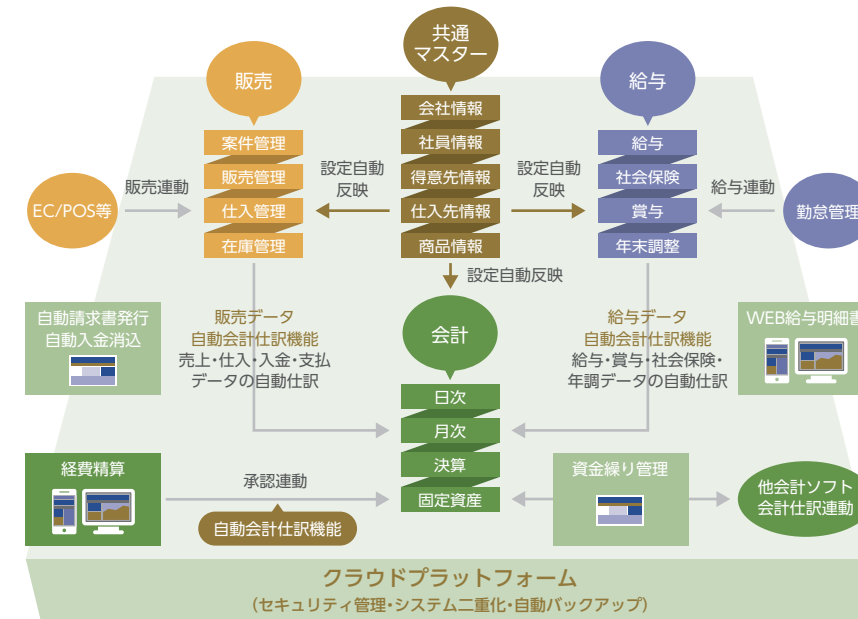 共通
マスター
販売
給与
会社情報
社員情報
得意先情報
仕入先情報
商品情報
案件管理
販売管理
仕入管理
在庫管理
給与
社会保険
賞与
年末調整
EC/POS等
販売連動
設定自動
反映
設定自動
反映
給与連動
勤怠管理
設定自動反映
自動請求書発行
自動入金消込
販売データ
自動会計仕訳機能
売上・仕入・入金・支払
データの自動仕訳
会計
給与データ
自動会計仕訳機能
給与・賞与・社会保険・
年調データの自動仕訳
WEB給与明細書
日次
月次
決算
固定資産
経費精算
承認連動
自動会計仕訳機能
資金繰り管理
他会計ソフト
会計仕訳連動
クラウドプラットフォーム
（セキュリティ管理・システム二重化・自動バックアップ）